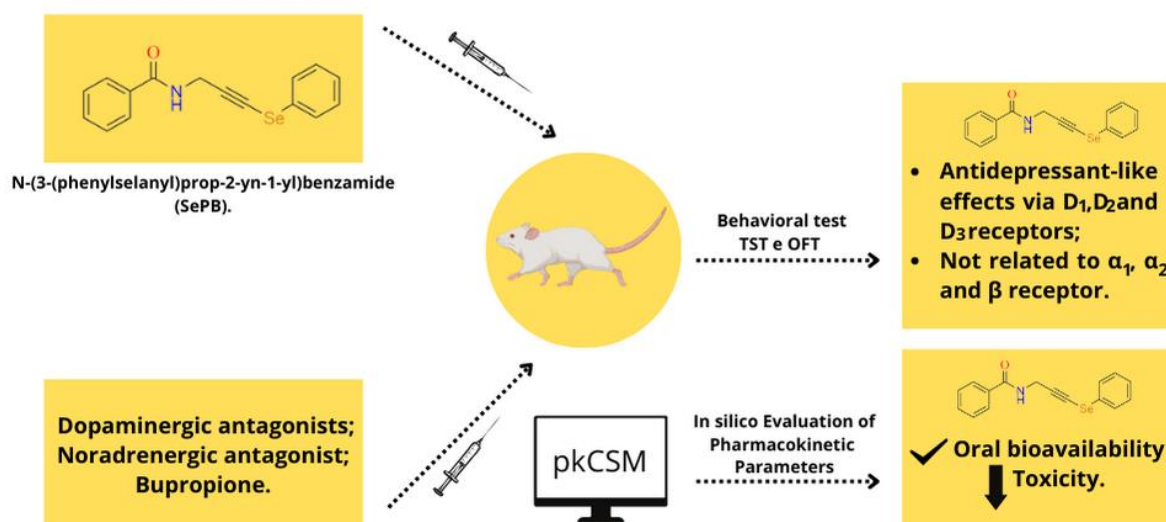 O
N
H
Se
N-(3-(phenylselanyl)prop-2-yn-1-yl)benzamide
(SePB).
Dopaminergic antagonists;
Noradrenergic antagonist;
Bupropione.
Behavioral test
TST e OFT
pkCSM
In silico Evaluation of
Pharmacokinetic
Parameters
O
N
H
Se
• Antidepressant-like
effects via D₁,D₂and
D₃receptors;
• Not related to α₁, α₂
and β receptor.
O
N
H
Se
Oral bioavailability
Toxicity.